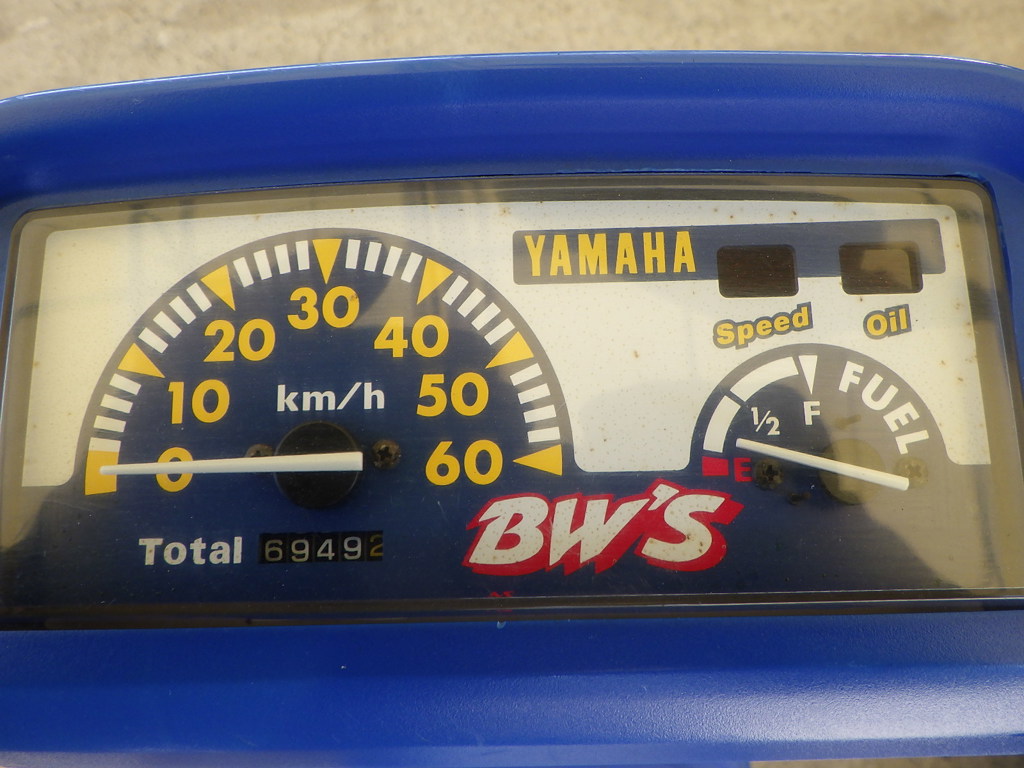 YAMAHA
Speed Oil
0 10 20 30 40 50 60
km/h
FUEL
E ½ F
Total 69492
BW'S